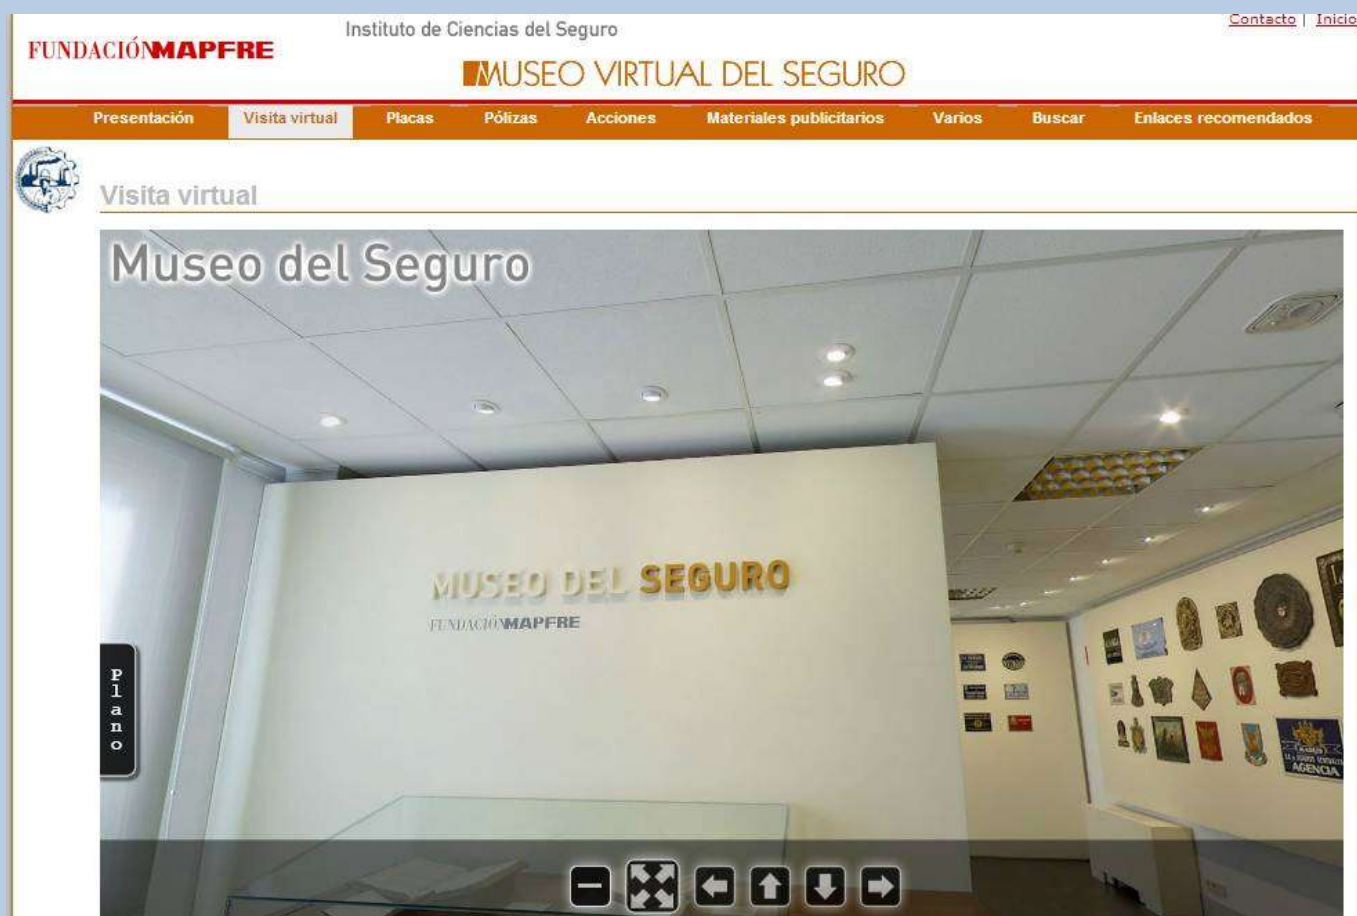 Instituto de Ciencias del Seguro
Contacto | Inicio
FUNDACIÓNMAPFRE
MUSEO VIRTUAL DEL SEGURO
Presentación Visita virtual Placas Pólizas Acciones Materiales publicitarios Varios Buscar Enlaces recomendados
Visita virtual
Museo del Seguro
MUSEO DEL SEGURO
FUNDACIÓNMAPFRE
Plano
AGENCIA